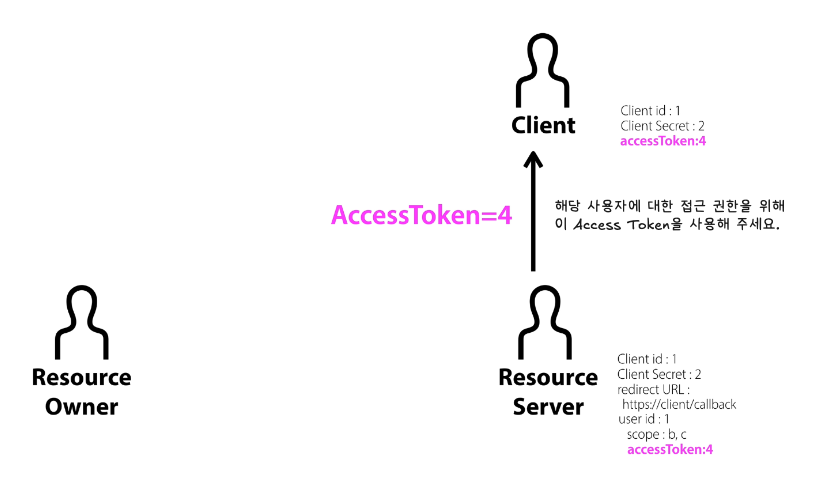 Client
Client id : 1
Client Secret : 2
accessToken:4
AccessToken=4
해당 사용자에 대한 접근 권한을 위해
이 Access Token을 사용해 주세요.
Resource
Owner
Resource
Server
Client id : 1
Client Secret : 2
redirect URL :
https://client/callback
user id : 1
scope : b, c
accessToken:4